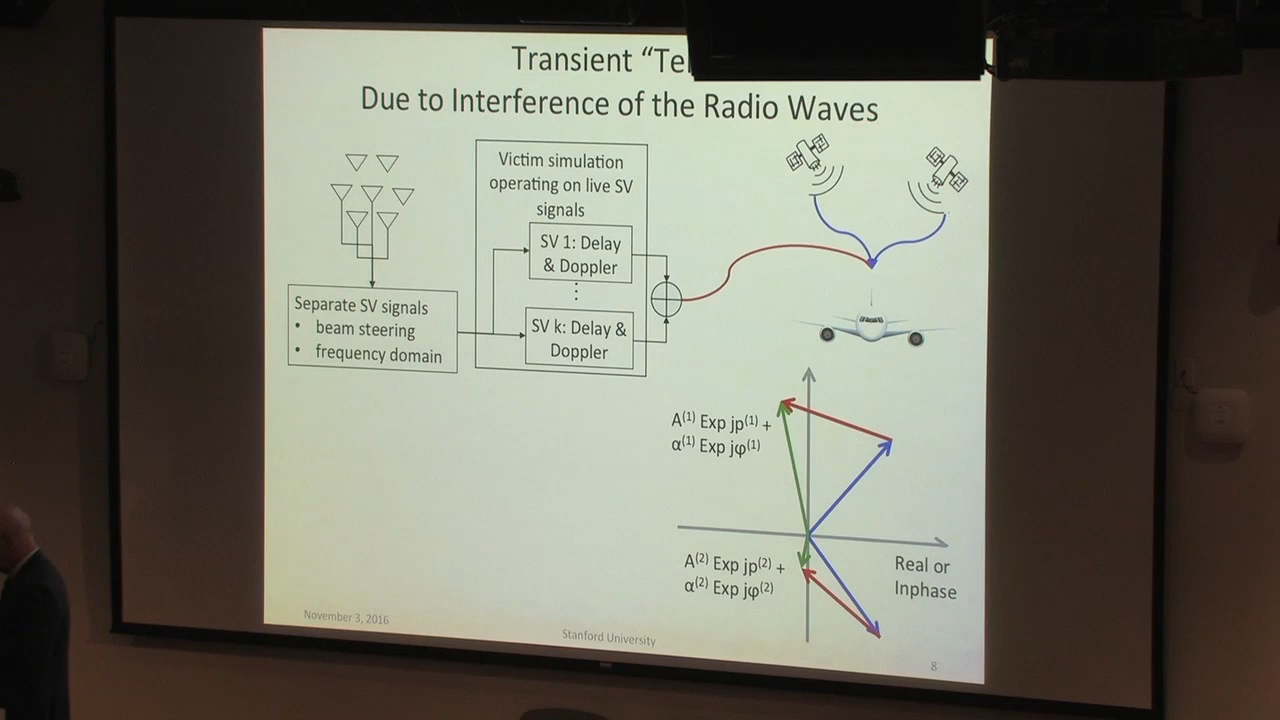 Transient “Te
Due to Interference of the Radio Waves
Victim simulation
operating on live SV
signals
SV 1: Delay
& Doppler
SV k: Delay &
Doppler
Separate SV signals
• beam steering
• frequency domain
A⁽¹⁾ Exp jp⁽¹⁾ +
α⁽¹⁾ Exp jφ⁽¹⁾
A⁽²⁾ Exp jp⁽²⁾ +
α⁽²⁾ Exp jφ⁽²⁾
Real or
Inphase
November 3, 2016
Stanford University
8